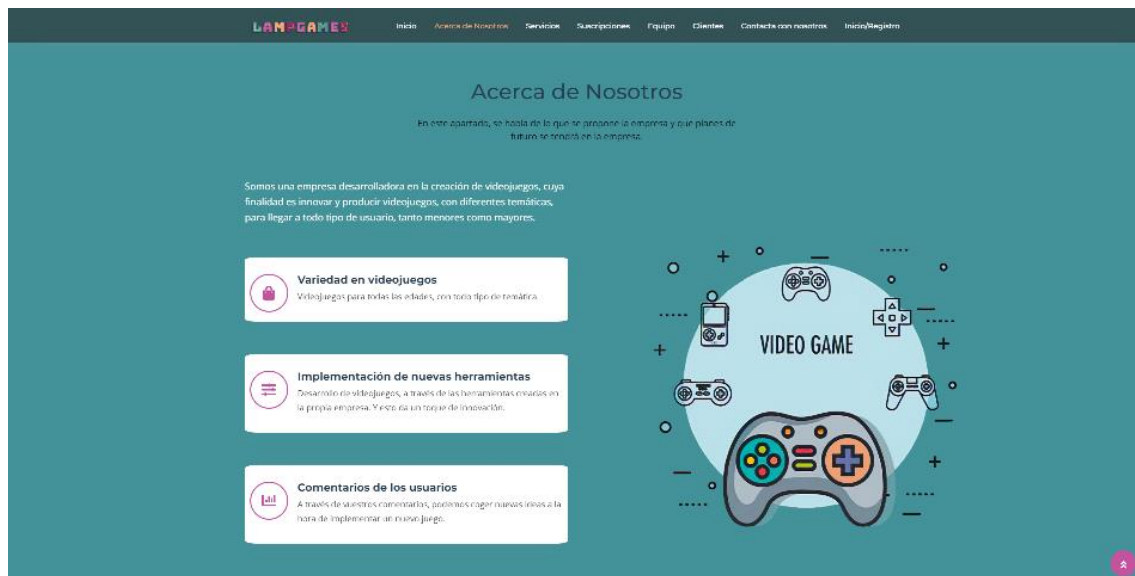 LAMPGAMES
Inicio Acerca de Nosotros Servicios Suscripciones Equipo Clientes Contacta con nosotros Inicio/Registro
Acerca de Nosotros
En este apartado, se habla de lo que se propone la empresa y que planes de
futuro se tendrá en la empresa.
Somos una empresa desarrolladora en la creación de videojuegos, cuya
finalidad es innovar y producir videojuegos, con diferentes temáticas,
para llegar a todo tipo de usuario, tanto menores como mayores.
Variedad en videojuegos
Videojuegos para todas las edades, con todo tipo de temática.
Implementación de nuevas herramientas
Desarrollo de videojuegos, a través de las herramientas creadas en
la propia empresa. Y esto da un toque de innovación.
Comentarios de los usuarios
A través de vuestros comentarios, podemos coger nuevas ideas a la
hora de implementar un nuevo juego.
VIDEO GAME